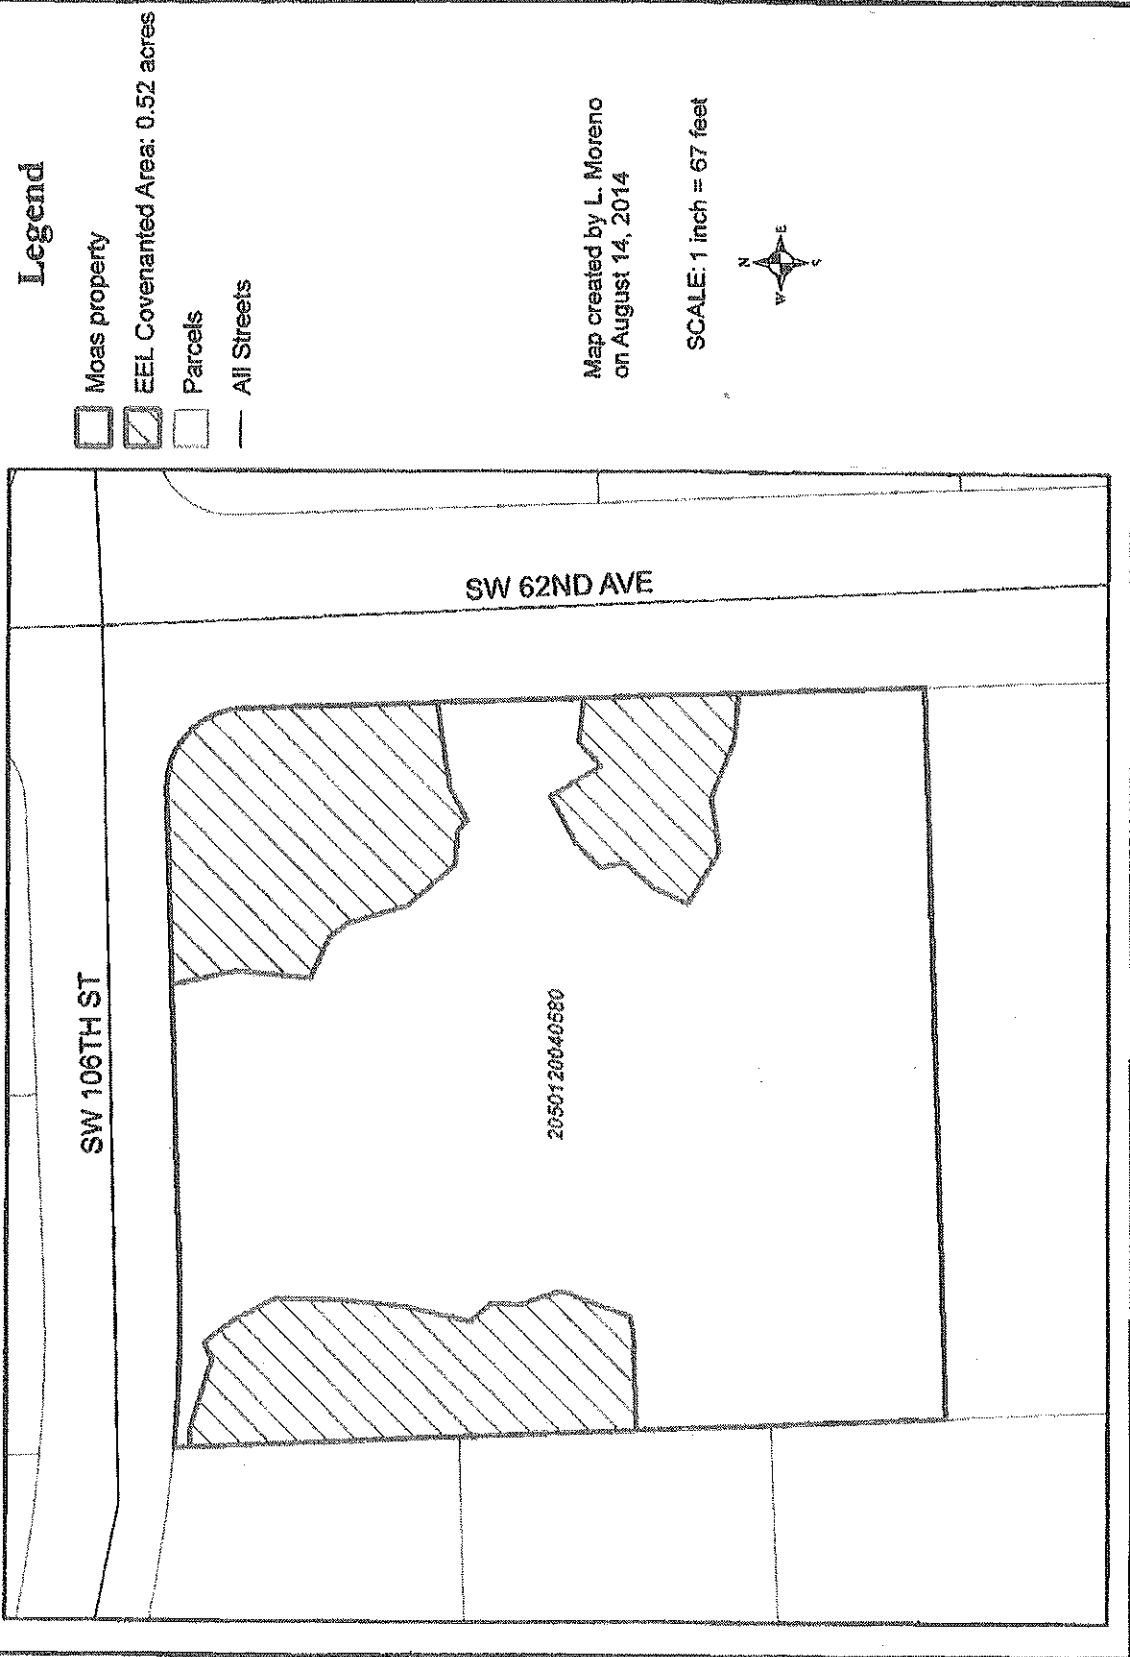 Legend
Moas property
EEL Covenanted Area: 0.52 acres
Parcels
All Streets
Map created by L. Moreno
on August 14, 2014
SCALE: 1 inch = 67 feet
N
W
E
S
SW 106TH ST
SW 62ND AVE
2050120040580